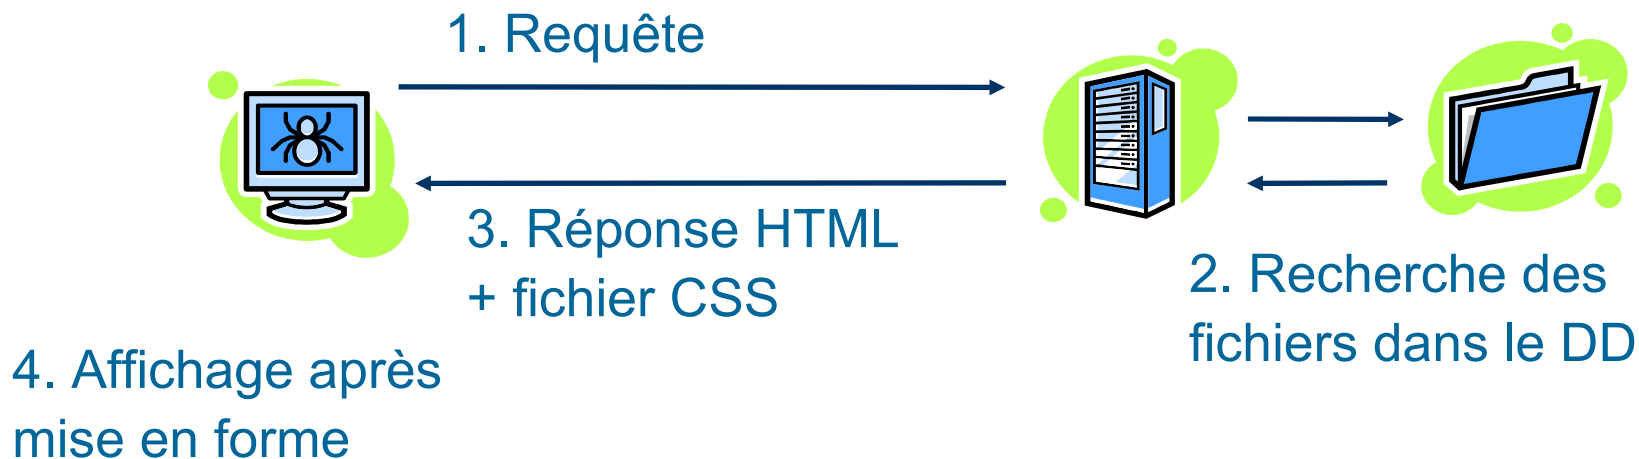 1. Requête
3. Réponse HTML
+ fichier CSS
2. Recherche des
fichiers dans le DD
4. Affichage après
mise en forme